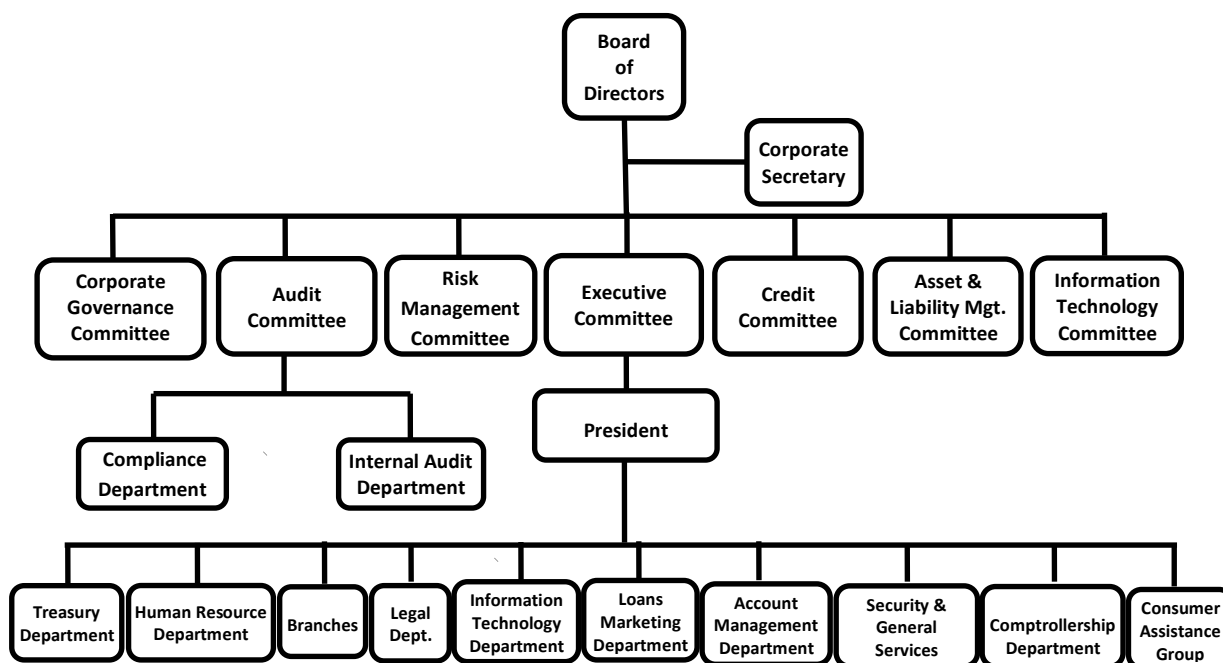 Board
of
Directors
Corporate
Secretary
Corporate
Governance
Committee
Audit
Committee
Risk
Management
Committee
Executive
Committee
Credit
Committee
Asset &
Liability Mgt.
Committee
Information
Technology
Committee
President
Compliance
Department
Internal Audit
Department
Treasury
Department
Human Resource
Department
Branches
Legal
Dept.
Information
Technology
Department
Loans
Marketing
Department
Account
Management
Department
Security &
General
Services
Comptrollership
Department
Consumer
Assistance
Group